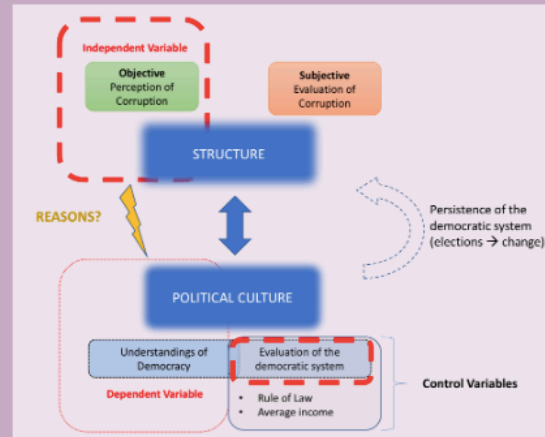 Independent Variable
Objective
Perception of
Corruption
Subjective
Evaluation of
Corruption
STRUCTURE
REASONS?
Persistence of the
democratic system
(elections → change)
POLITICAL CULTURE
Understandings of
Democracy
Evaluation of the
democratic system
Dependent Variable
• Rule of Law
• Average income
Control Variables